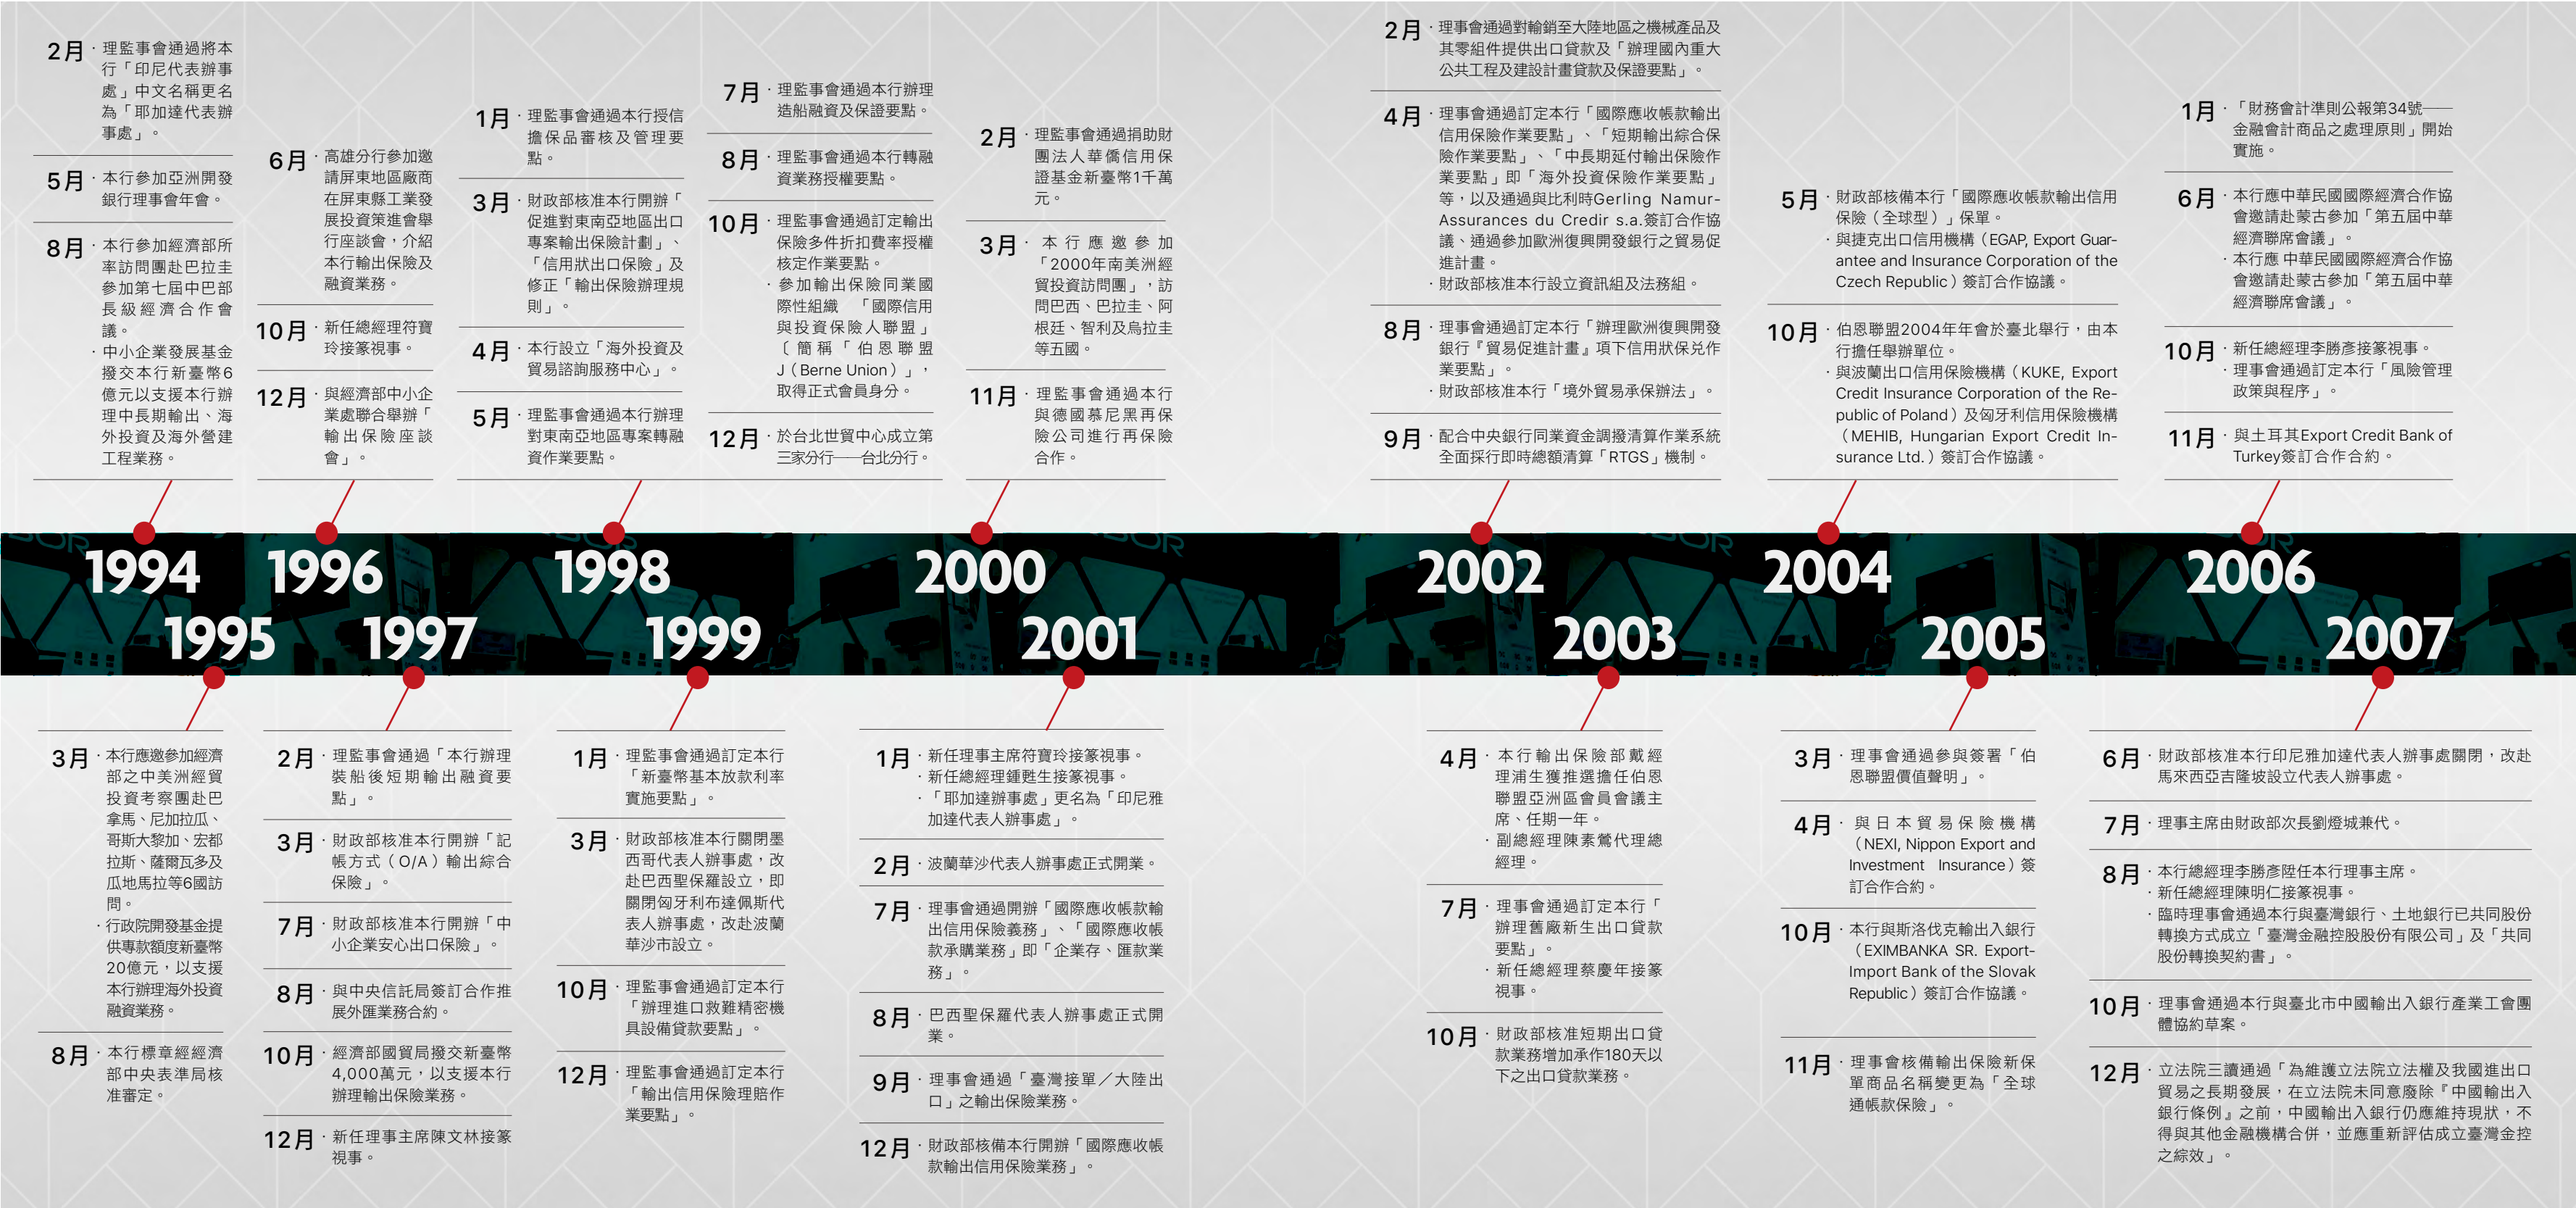 2月 · 理監事會通過將本
行「印尼代表辦事
處」中文名稱更名
為「耶加達代表辦
事處」。
5月 · 本行參加亞洲開發
銀行理事會年會。
8月 · 本行參加經濟部所
率訪問團赴巴拉圭
參加第七屆中巴部
長級經濟合作會
議。
· 中小企業發展基金
撥交本行新臺幣6
億元以支援本行辦
理中長期輸出、海
外投資及海外營建
工程業務。
6月 · 高雄分行參加邀
請屏東地區廠商
在屏東縣工業發
展投資策進會舉
行座談會，介紹
本行輸出保險及
融資業務。
10月 · 新任總經理符寶
玲接篆視事。
12月 · 與經濟部中小企
業處聯合舉辦「
輸出保險座談
會」。
1月 · 理監事會通過本行授信
擔保品審核及管理要
點。
3月 · 財政部核准本行開辦「
促進對東南亞地區出口
專案輸出保險計劃」、
「信用狀出口保險」及
修正「輸出保險辦理規
則」。
4月 · 本行設立「海外投資及
貿易諮詢服務中心」。
5月 · 理監事會通過本行辦理
對東南亞地區專案轉融
資作業要點。
7月 · 理監事會通過本行辦理
造船融資及保證要點。
8月 · 理監事會通過本行轉融
資業務授權要點。
10月 · 理監事會通過訂定輸出
保險多件折扣費率授權
核定作業要點。
· 參加輸出保險同業國
際性組織 「國際信用
與投資保險人聯盟」
〔簡稱「伯恩聯盟
J（Berne Union）」，
取得正式會員身分。
12月 · 於台北世貿中心成立第
三家分行——台北分行。
2月 · 理監事會通過捐助財
團法人華僑信用保
證基金新臺幣1千萬
元。
3月 · 本行應邀參加
「2000年南美洲經
貿投資訪問團」，訪
問巴西、巴拉圭、阿
根廷、智利及烏拉圭
等五國。
11月 · 理監事會通過本行
與德國慕尼黑再保
險公司進行再保險
合作。
2月 · 理事會通過對輸銷至大陸地區之機械產品及
其零組件提供出口貸款及「辦理國內重大
公共工程及建設計畫貸款及保證要點」。
4月 · 理事會通過訂定本行「國際應收帳款輸出
信用保險作業要點」、「短期輸出綜合保
險作業要點」、「中長期延付輸出保險作
業要點」即「海外投資保險作業要點」
等，以及通過與比利時Gerling Namur-
Assurances du Credir s.a.簽訂合作協
議、通過參加歐洲復興開發銀行之貿易促
進計畫。
· 財政部核准本行設立資訊組及法務組。
8月 · 理事會通過訂定本行「辦理歐洲復興開發
銀行『貿易促進計畫』項下信用狀保兌作
業要點」。
· 財政部核准本行「境外貿易承保辦法」。
9月 · 配合中央銀行同業資金調撥清算作業系統
全面採行即時總額清算「RTGS」機制。
5月 · 財政部核備本行「國際應收帳款輸出信用
保險（全球型）」保單。
· 與捷克出口信用機構（EGAP, Export Guar-
antee and Insurance Corporation of the
Czech Republic）簽訂合作協議。
10月 · 伯恩聯盟2004年年會於臺北舉行，由本
行擔任舉辦單位。
· 與波蘭出口信用保險機構（KUKE, Export
Credit Insurance Corporation of the Re-
public of Poland）及匈牙利信用保險機構
（MEHIB, Hungarian Export Credit In-
surance Ltd.）簽訂合作協議。
1月 · 「財務會計準則公報第34號——
金融會計商品之處理原則」開始
實施。
6月 · 本行應中華民國國際經濟合作協
會邀請赴蒙古參加「第五屆中華
經濟聯席會議」。
· 本行應 中華民國國際經濟合作協
會邀請赴蒙古參加「第五屆中華
經濟聯席會議」。
10月 · 新任總經理李勝彥接篆視事。
· 理事會通過訂定本行「風險管理
政策與程序」。
11月 · 與土耳其Export Credit Bank of
Turkey簽訂合作合約。
1994 1996 1998 2000 2002 2004 2006
1995 1997 1999 2001 2003 2005 2007
3月 · 本行應邀參加經濟
部之中美洲經貿
投資考察團赴巴
拿馬、尼加拉瓜、
哥斯大黎加、宏都
拉斯、薩爾瓦多及
瓜地馬拉等6國訪
問。
· 行政院開發基金提
供專款額度新臺幣
20億元，以支援
本行辦理海外投資
融資業務。
8月 · 本行標章經經濟
部中央表準局核
准審定。
2月 · 理監事會通過「本行辦理
裝船後短期輸出融資要
點」。
3月 · 財政部核准本行開辦「記
帳方式（O/A）輸出綜合
保險」。
7月 · 財政部核准本行開辦「中
小企業安心出口保險」。
8月 · 與中央信託局簽訂合作推
展外匯業務合約。
10月 · 經濟部國貿局撥交新臺幣
4,000萬元，以支援本行
辦理輸出保險業務。
12月 · 新任理事主席陳文林接篆
視事。
1月 · 理監事會通過訂定本行
「新臺幣基本放款利率
實施要點」。
3月 · 財政部核准本行關閉墨
西哥代表人辦事處，改
赴巴西聖保羅設立，即
關閉匈牙利布達佩斯代
表人辦事處，改赴波蘭
華沙市設立。
10月 · 理監事會通過訂定本行
「辦理進口救難精密機
具設備貸款要點」。
12月 · 理監事會通過訂定本行
「輸出信用保險理賠作
業要點」。
1月 · 新任理事主席符寶玲接篆視事。
· 新任總經理鍾甦生接篆視事。
· 「耶加達辦事處」更名為「印尼雅
加達代表人辦事處」。
2月 · 波蘭華沙代表人辦事處正式開業。
7月 · 理事會通過開辦「國際應收帳款輸
出信用保險義務」、「國際應收帳
款承購業務」即「企業存、匯款業
務」。
8月 · 巴西聖保羅代表人辦事處正式開
業。
9月 · 理事會通過「臺灣接單／大陸出
口」之輸出保險業務。
12月 · 財政部核備本行開辦「國際應收帳
款輸出信用保險業務」。
4月 · 本行輸出保險部戴經
理浦生獲推選擔任伯恩
聯盟亞洲區會員會議主
席、任期一年。
· 副總經理陳素鶯代理總
經理。
7月 · 理事會通過訂定本行「
辦理舊廠新生出口貸款
要點」。
· 新任總經理蔡慶年接篆
視事。
10月 · 財政部核准短期出口貸
款業務增加承作180天以
下之出口貸款業務。
3月 · 理事會通過參與簽署「伯
恩聯盟價值聲明」。
4月 · 與日本貿易保險機構
（NEXI, Nippon Export and
Investment Insurance）簽
訂合作合約。
10月 · 本行與斯洛伐克輸出入銀行
（EXIMBANKA SR. Export-
Import Bank of the Slovak
Republic）簽訂合作協議。
11月 · 理事會核備輸出保險新保
單商品名稱變更為「全球
通帳款保險」。
6月 · 財政部核准本行印尼雅加達代表人辦事處關閉，改赴
馬來西亞吉隆坡設立代表人辦事處。
7月 · 理事主席由財政部次長劉燈城兼代。
8月 · 本行總經理李勝彥陞任本行理事主席。
· 新任總經理陳明仁接篆視事。
· 臨時理事會通過本行與臺灣銀行、土地銀行已共同股份
轉換方式成立「臺灣金融控股股份有限公司」及「共同
股份轉換契約書」。
10月 · 理事會通過本行與臺北市中國輸出入銀行產業工會團
體協約草案。
12月 · 立法院三讀通過「為維護立法院立法權及我國進出口
貿易之長期發展，在立法院未同意廢除『中國輸出入
銀行條例』之前，中國輸出入銀行仍應維持現狀，不
得與其他金融機構合併，並應重新評估成立臺灣金控
之綜效」。